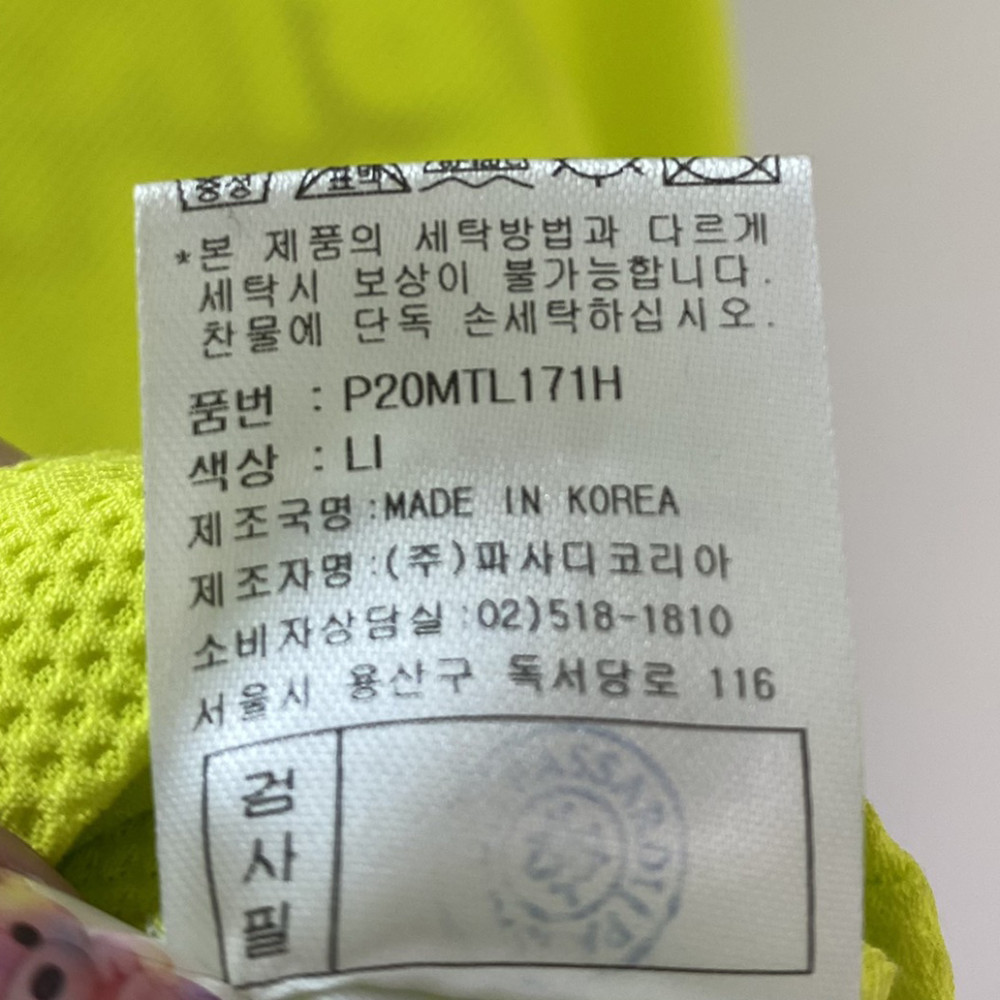 중성 표백
*본 제품의 세탁방법과 다르게
세탁시 보상이 불가능합니다.
찬물에 단독 손세탁하십시오.
품번 : P20MTL171H
색상 : LI
제조국명:MADE IN KOREA
제조자명:(주)파사디코리아
소비자상담실:02)518-1810
서울시 용산구 독서당로 116
검사필